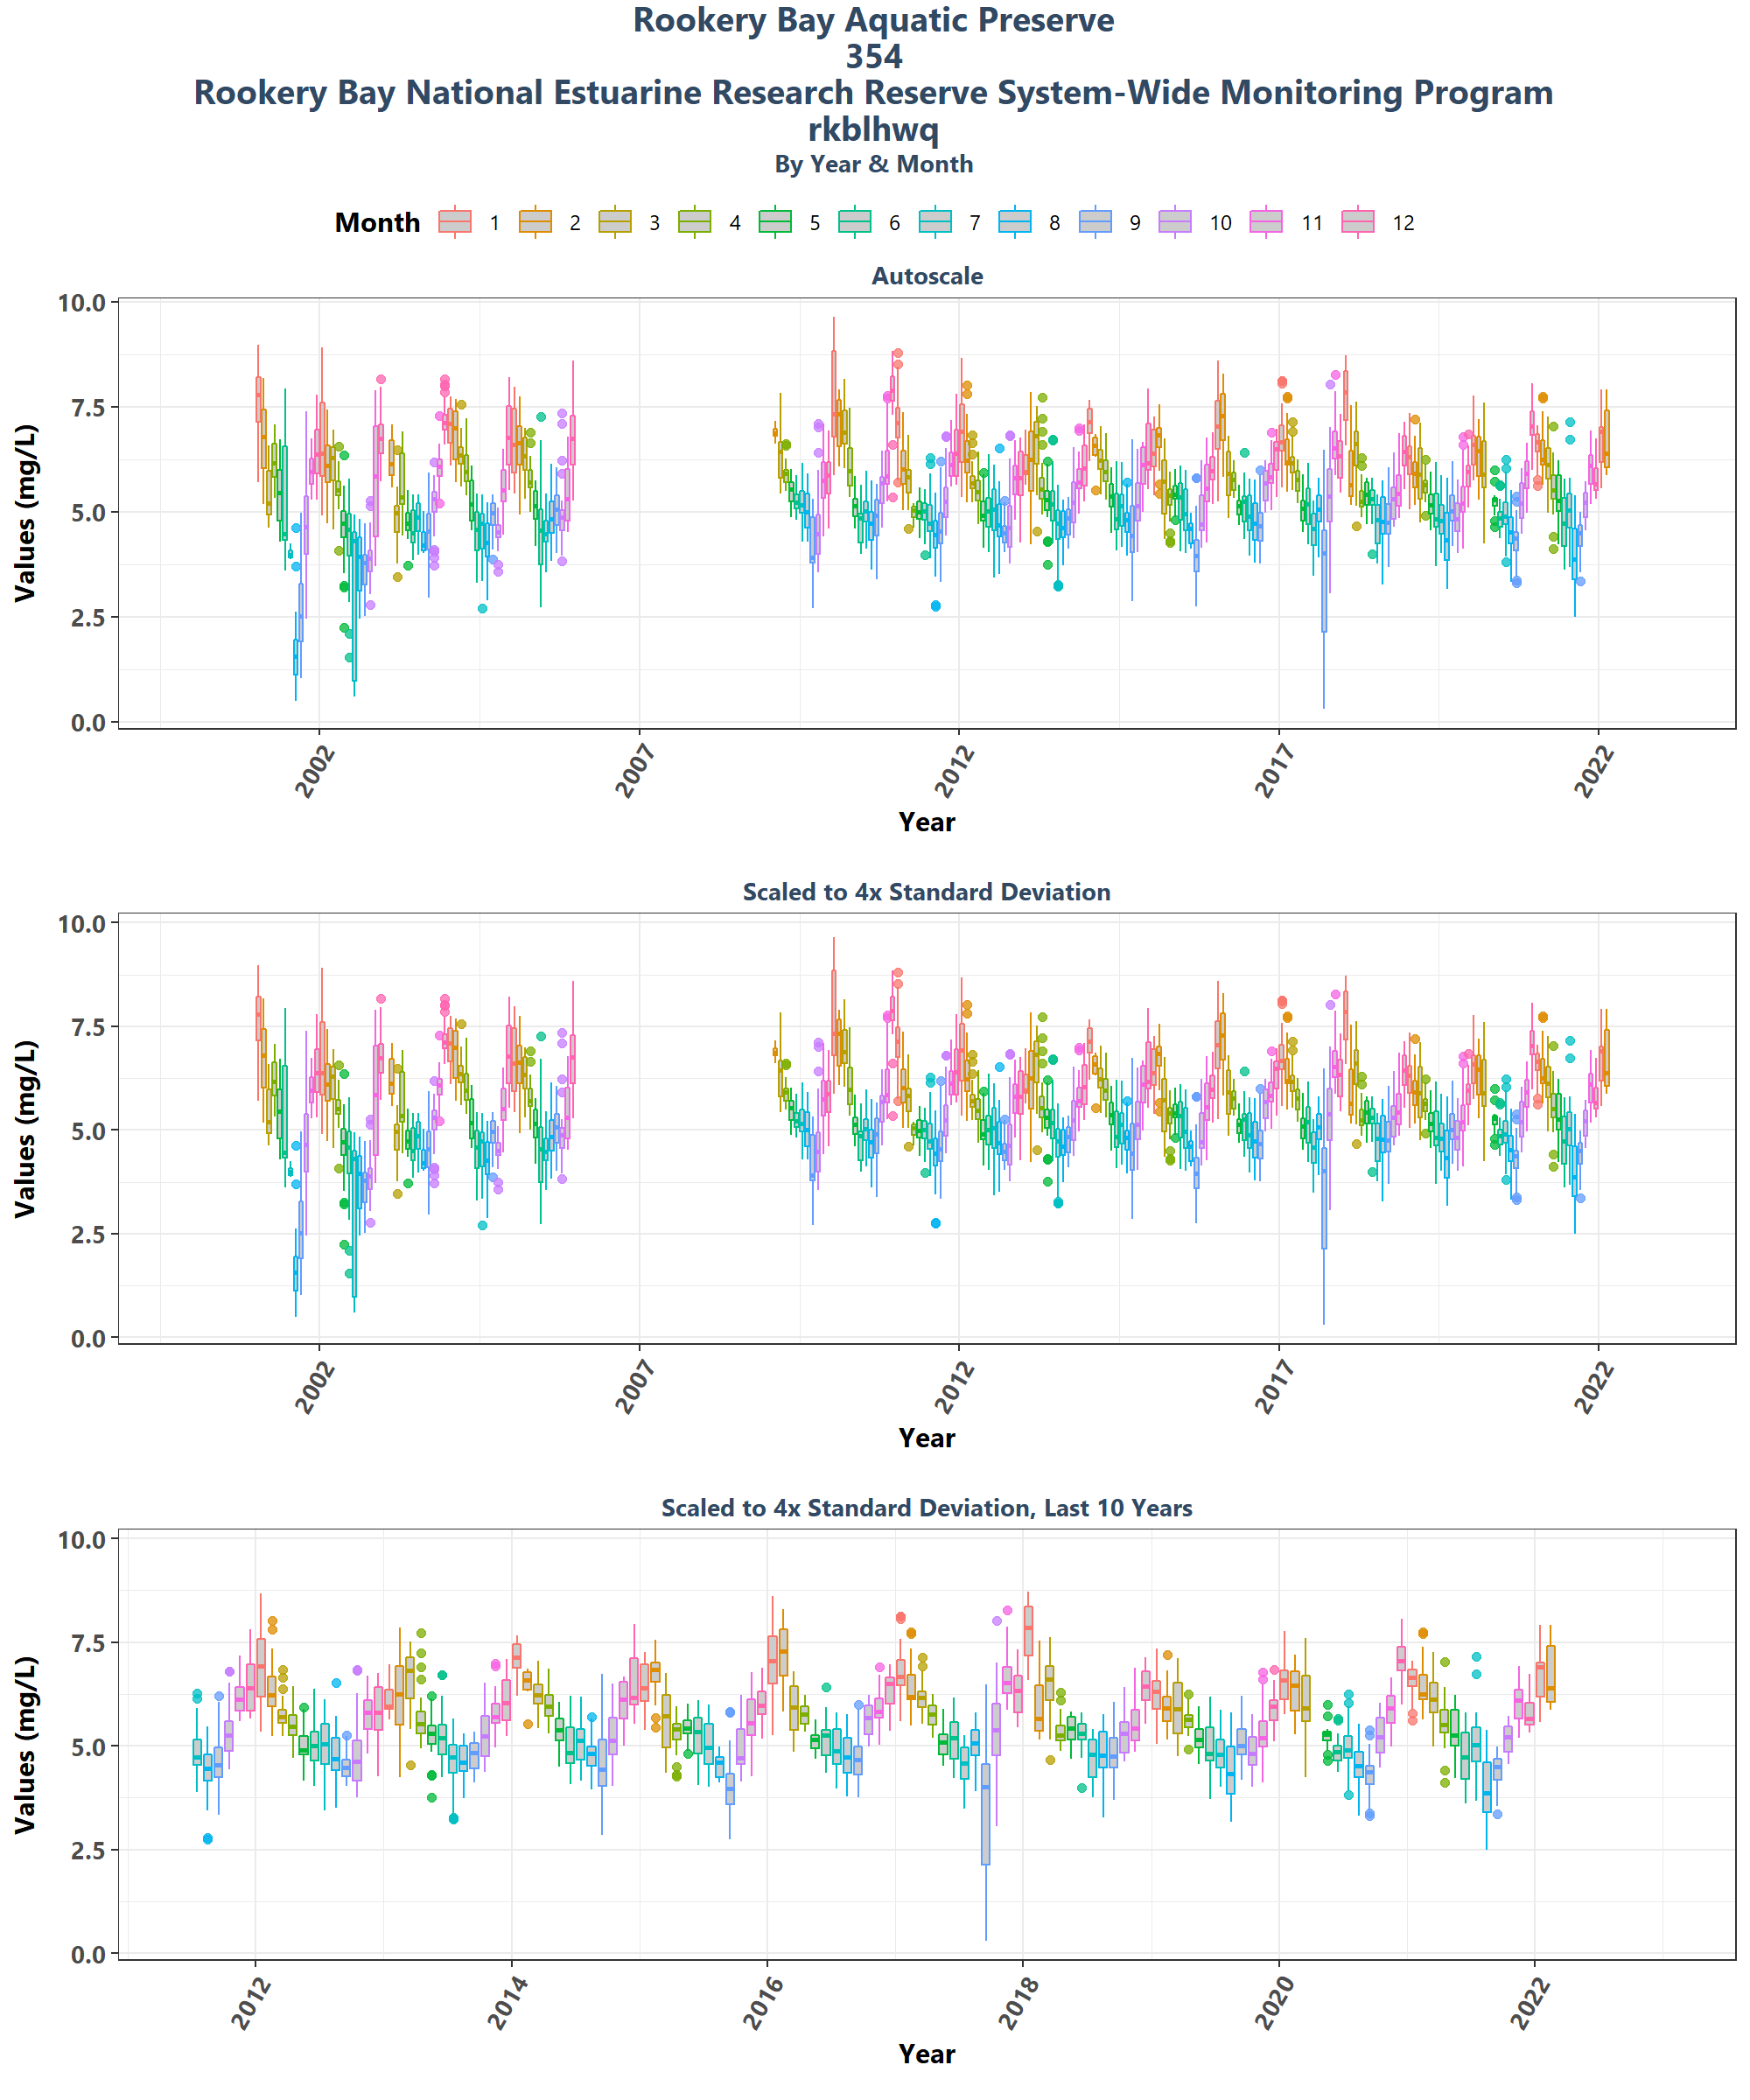 Rookery Bay Aquatic Preserve
354
Rookery Bay National Estuarine Research Reserve System-Wide Monitoring Program
rkblhwq
By Year & Month
Month 1 2 3 4 5 6 7 8 9 10 11 12
Autoscale
Values (mg/L)
10.0
7.5
5.0
2.5
0.0
2002 2007 2012 2017 2022
Year
Scaled to 4x Standard Deviation
Values (mg/L)
10.0
7.5
5.0
2.5
0.0
2002 2007 2012 2017 2022
Year
Scaled to 4x Standard Deviation, Last 10 Years
Values (mg/L)
10.0
7.5
5.0
2.5
0.0
2012 2014 2016 2018 2020 2022
Year